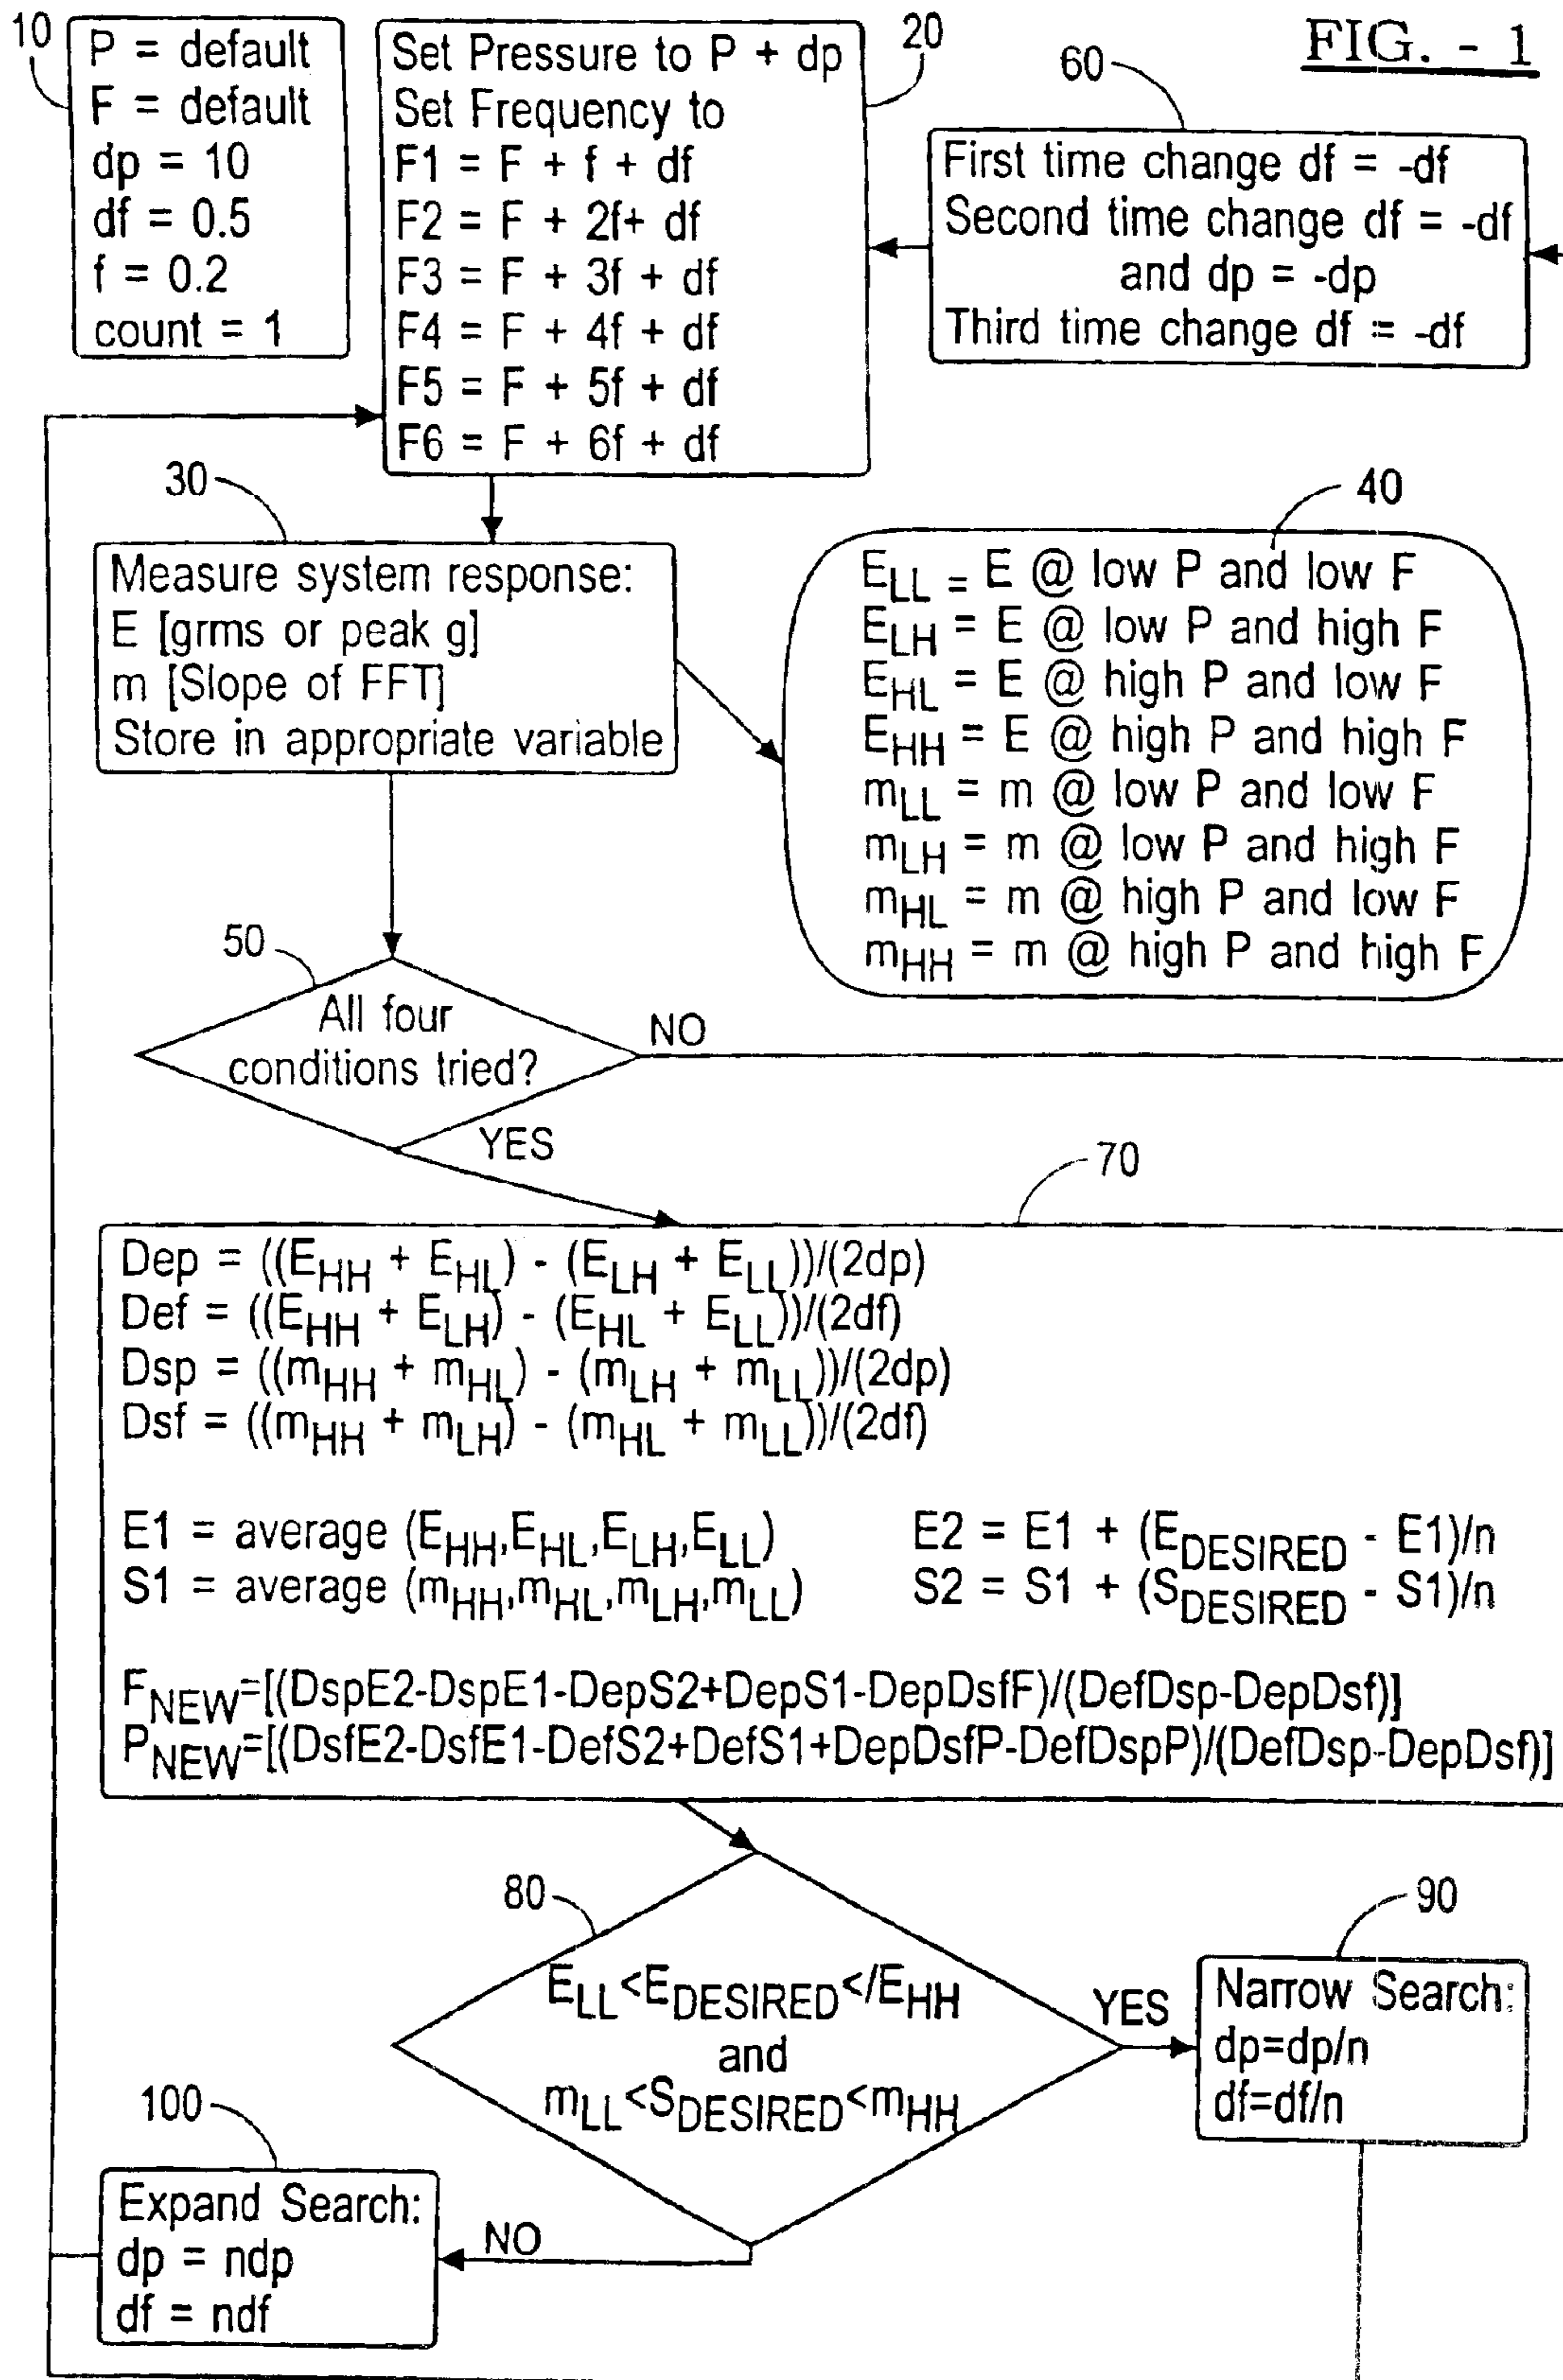 FIG. - 1
10
P = default
F = default
dp = 10
df = 0.5
f = 0.2
count = 1
20
Set Pressure to P + dp
Set Frequency to
F1 = F + f + df
F2 = F + 2f+ df
F3 = F + 3f + df
F4 = F + 4f + df
F5 = F + 5f + df
F6 = F + 6f + df
60
First time change df = -df
Second time change df = -df
and dp = -dp
Third time change df = -df
30
Measure system response:
E [grms or peak g]
m [Slope of FFT]
Store in appropriate variable
40
ELL = E @ low P and low F
ELH = E @ low P and high F
EHL = E @ high P and low F
EHH = E @ high P and high F
mLL = m @ low P and low F
mLH = m @ low P and high F
mHL = m @ high P and low F
mHH = m @ high P and high F
50
All four
conditions tried?
NO
YES
70
Dep = ((EHH + EHL) - (ELH + ELL))/(2dp)
Def = ((EHH + ELH) - (EHL + ELL))/(2df)
Dsp = ((mHH + mHL) - (mLH + mLL))/(2dp)
Dsf = ((mHH + mLH) - (mHL + mLL))/(2df)
E1 = average (EHH,EHL,ELH,ELL) E2 = E1 + (EDESIRED - E1)/n
S1 = average (mHH,mHL,mLH,mLL) S2 = S1 + (SDESIRED - S1)/n
FNEW=[(DspE2-DspE1-DepS2+DepS1-DepDsfF)/(DefDsp-DepDsf)]
PNEW=[(DsfE2-DsfE1-DefS2+DefS1+DepDsfP-DefDspP)/(DefDsp-DepDsf)]
80
ELL<EDESIRED</EHH
and
mLL<SDESIRED<mHH
YES
NO
90
Narrow Search:
dp=dp/n
df=df/n
100
Expand Search:
dp = ndp
df = ndf